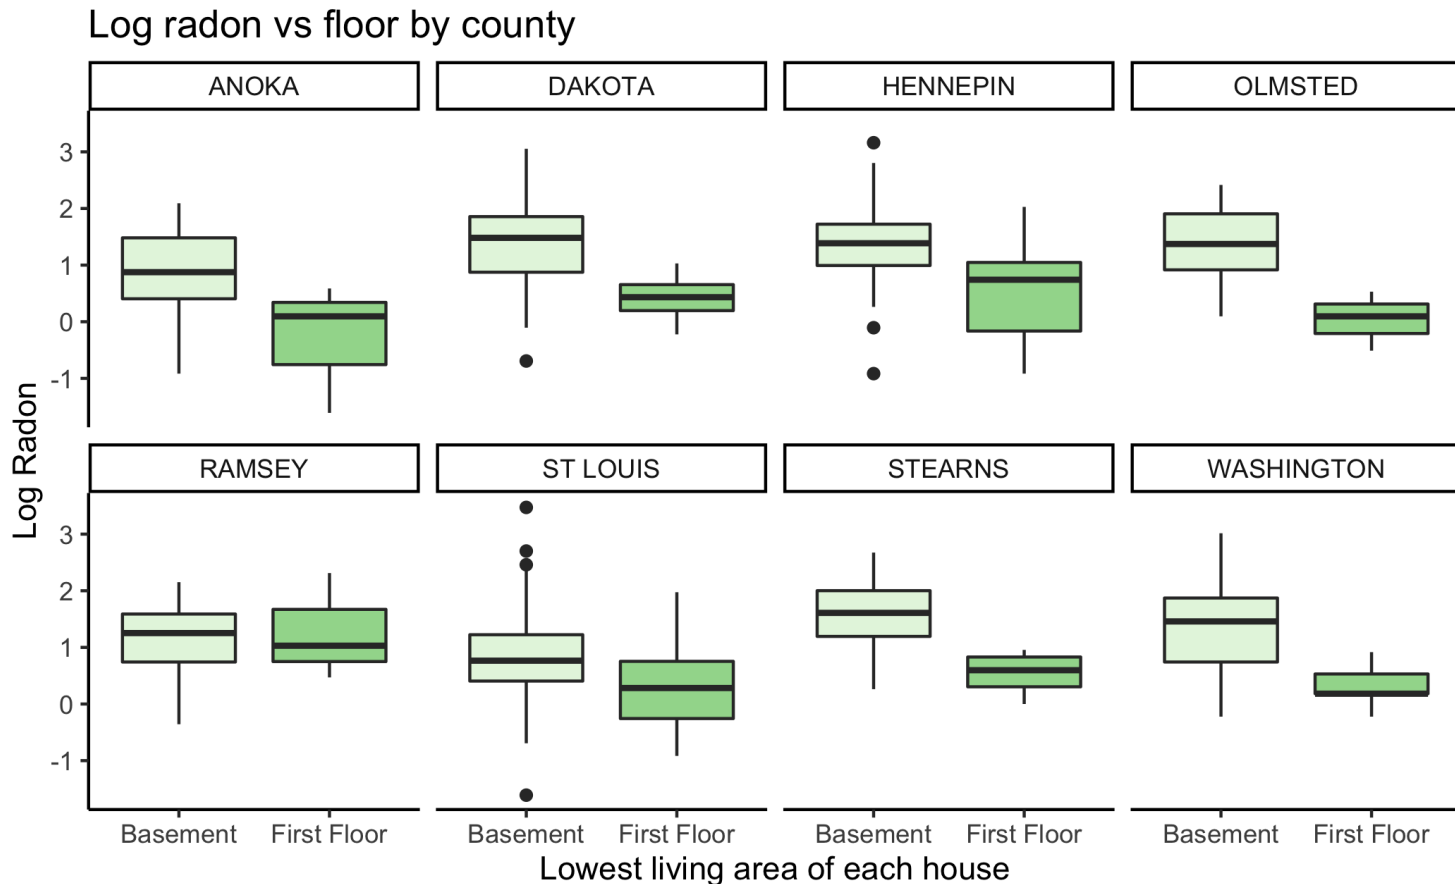 Log radon vs floor by county
ANOKA
DAKOTA
HENNEPIN
OLMSTED
3
2
1
0
-1
Log Radon
RAMSEY
ST LOUIS
STEARNS
WASHINGTON
3
2
1
0
-1
Basement First Floor
Basement First Floor
Basement First Floor
Basement First Floor
Lowest living area of each house